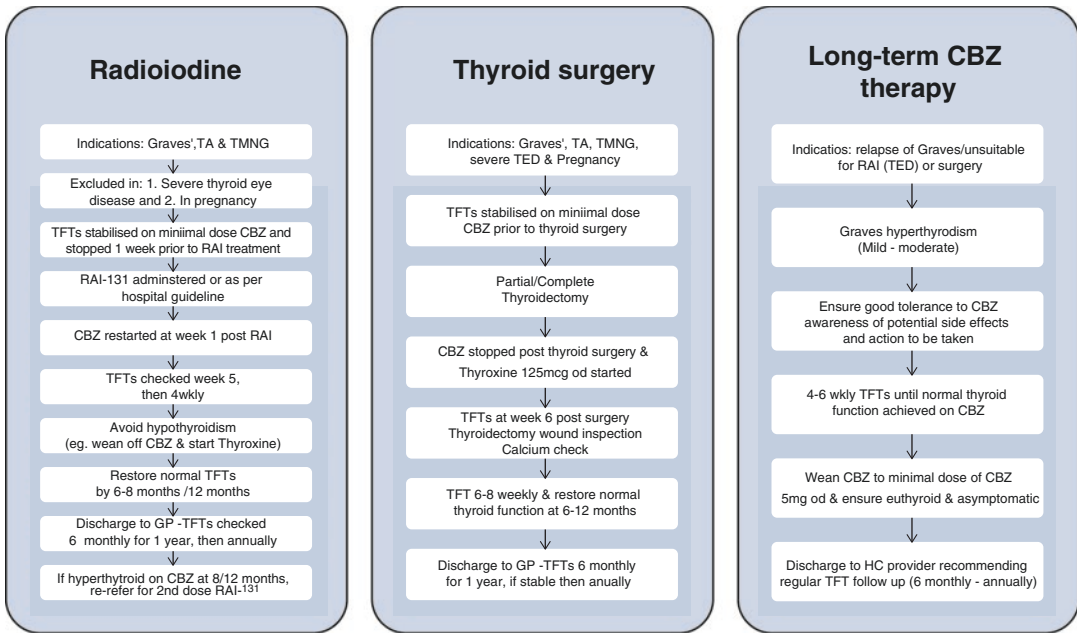 Radioiodine
Indications: Graves',TA & TMNG
Excluded in: 1. Severe thyroid eye
disease and 2. In pregnancy
TFTs stabilised on miniimal dose CBZ and
stopped 1 week prior to RAI treatment
RAI-131 adminstered or as per
hospital guideline
CBZ restarted at week 1 post RAI
TFTs checked week 5,
then 4wkly
Avoid hypothyroidism
(eg. wean off CBZ & start Thyroxine)
Restore normal TFTs
by 6-8 months /12 months
Discharge to GP -TFTs checked
6 monthly for 1 year, then annually
If hyperthytroid on CBZ at 8/12 months,
re-refer for 2nd dose RAI-131
Thyroid surgery
Indications: Graves', TA, TMNG,
severe TED & Pregnancy
TFTs stabilised on miniimal dose
CBZ prior to thyroid surgery
Partial/Complete
Thyroidectomy
CBZ stopped post thyroid surgery &
Thyroxine 125mcg od started
TFTs at week 6 post surgery
Thyroidectomy wound inspection
Calcium check
TFT 6-8 weekly & restore normal
thyroid function at 6-12 months
Discharge to GP -TFTs 6 monthly
for 1 year, if stable then anually
Long-term CBZ
therapy
Indicatios: relapse of Graves/unsuitable
for RAI (TED) or surgery
Graves hyperthyrodism
(Mild - moderate)
Ensure good tolerance to CBZ
awareness of potential side effects
and action to be taken
4-6 wkly TFTs until normal thyroid
function achieved on CBZ
Wean CBZ to minimal dose of CBZ
5mg od & ensure euthyroid & asymptomatic
Discharge to HC provider recommending
regular TFT follow up (6 monthly - annually)